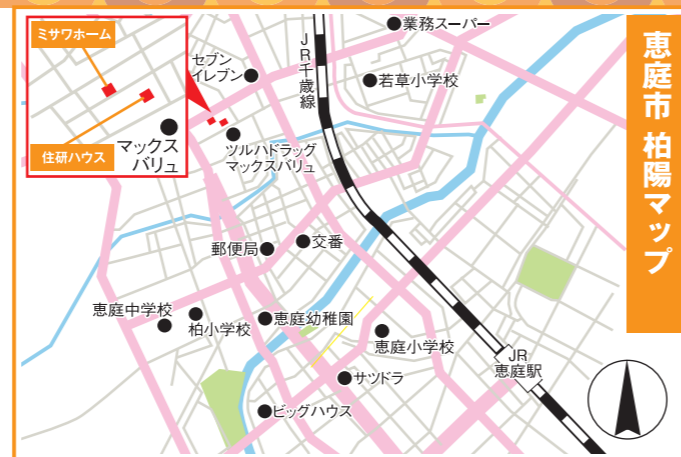 恵庭市 柏陽マップ
ミサワホーム
住研ハウス
マックス
バリュ
セブン
イレブン
JR千歳線
業務スーパー
若草小学校
ツルハドラッグ
マックスバリュ
郵便局
交番
恵庭中学校
柏小学校
恵庭幼稚園
恵庭小学校
JR
恵庭駅
サツドラ
ビッグハウス